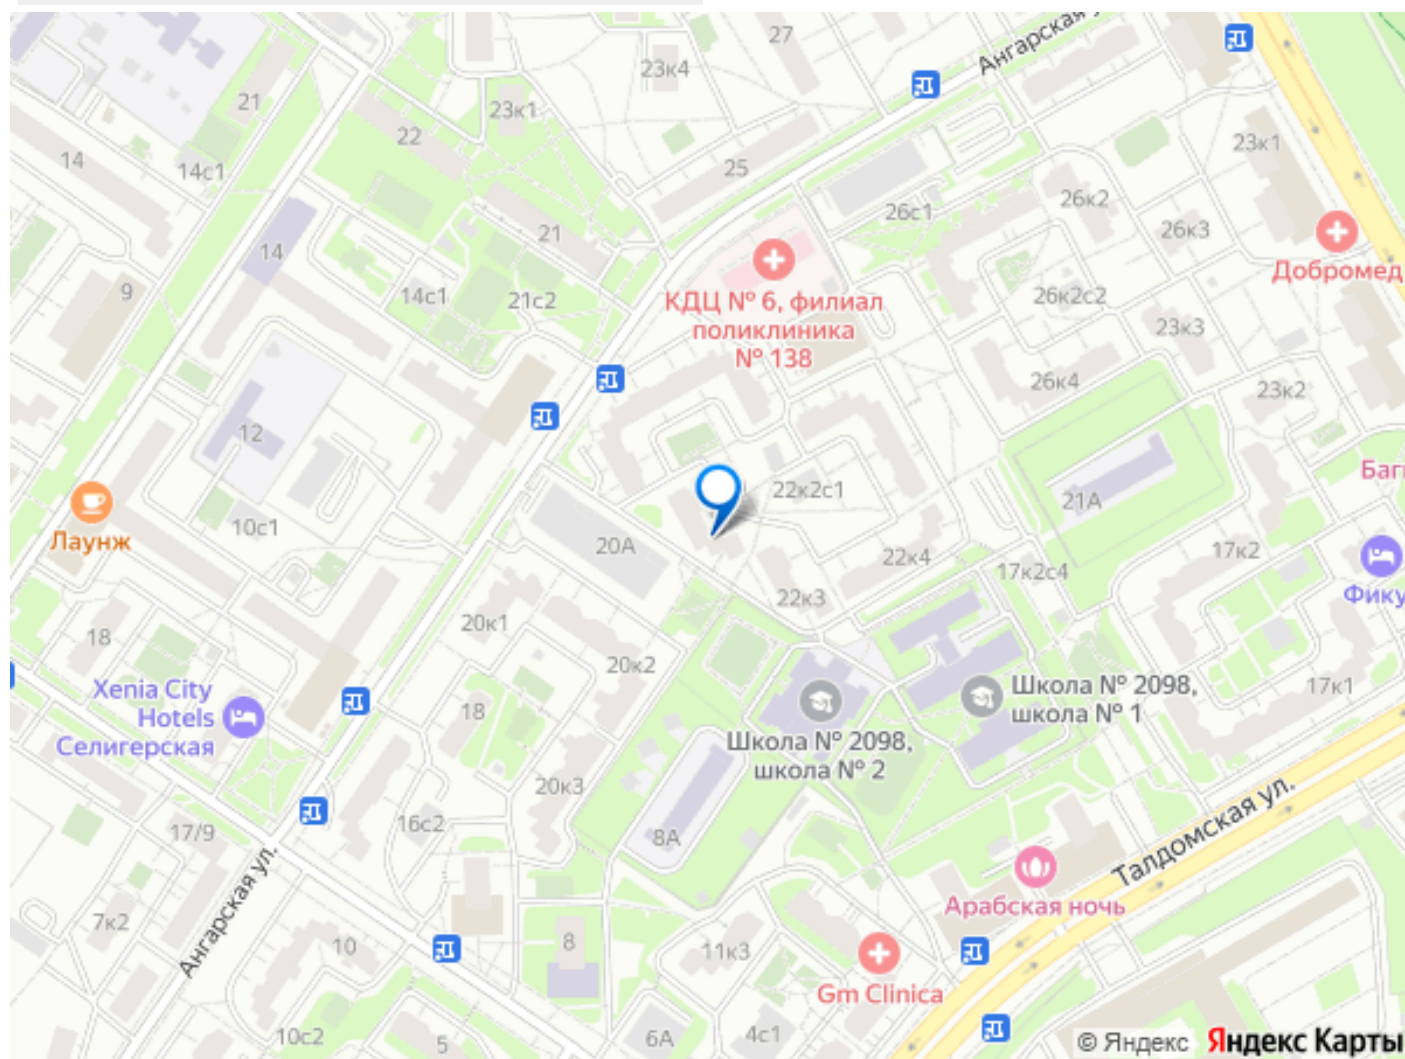 27
Ангарская у
23к4
21
23к1
22
23к1
14
14с1
25
26с1
26к2
26к3
21
14
Добромед
9
14с1
21с2
КДЦ № 6, филиал
поликлиника
№ 138
26к2с2
23к3
26к4
23к2
12
Баг
22к2с1
21А
10с1
Лаунж
20А
17к2
22к4
17к2с4
22к3
Фику
18
20к1
20к2
Xenia City
Hotels
Селигерская
Школа № 2098,
школа № 1
17к1
18
Школа № 2098,
школа № 2
20к3
16с2
17/9
8А
Талдомская ул.
Ангарская ул.
Арабская ночь
7к2
10
8
11к3
Gm Clinica
10с2
5
6А
4с1
© Яндекс Яндекс Карты